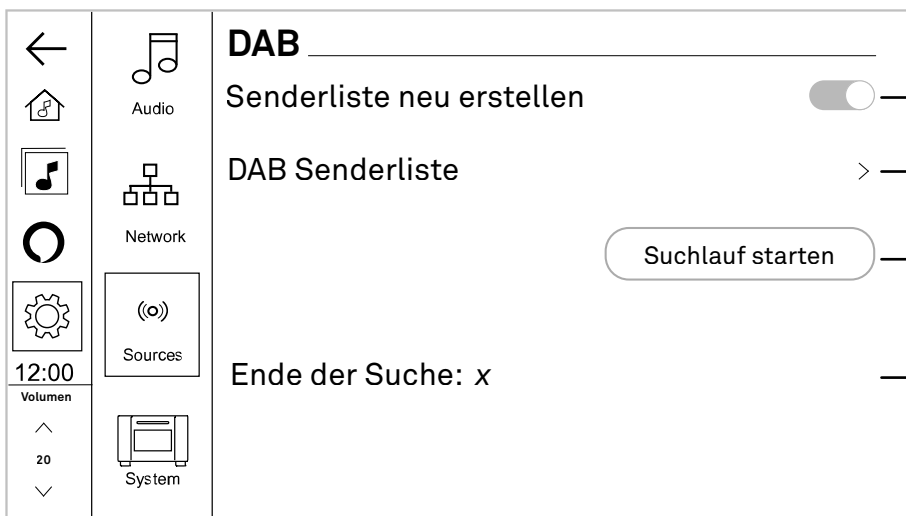 DAB
Senderliste neu erstellen
DAB Senderliste
>
Suchlauf starten
Ende der Suche: x
Audio
Network
Sources
System
12:00
Volumen
20